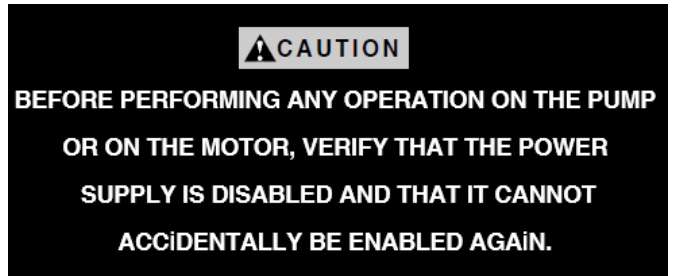 CAUTION
BEFORE PERFORMING ANY OPERATION ON THE PUMP
OR ON THE MOTOR, VERIFY THAT THE POWER
SUPPLY IS DISABLED AND THAT IT CANNOT
ACCiDENTALLY BE ENABLED AGAiN.